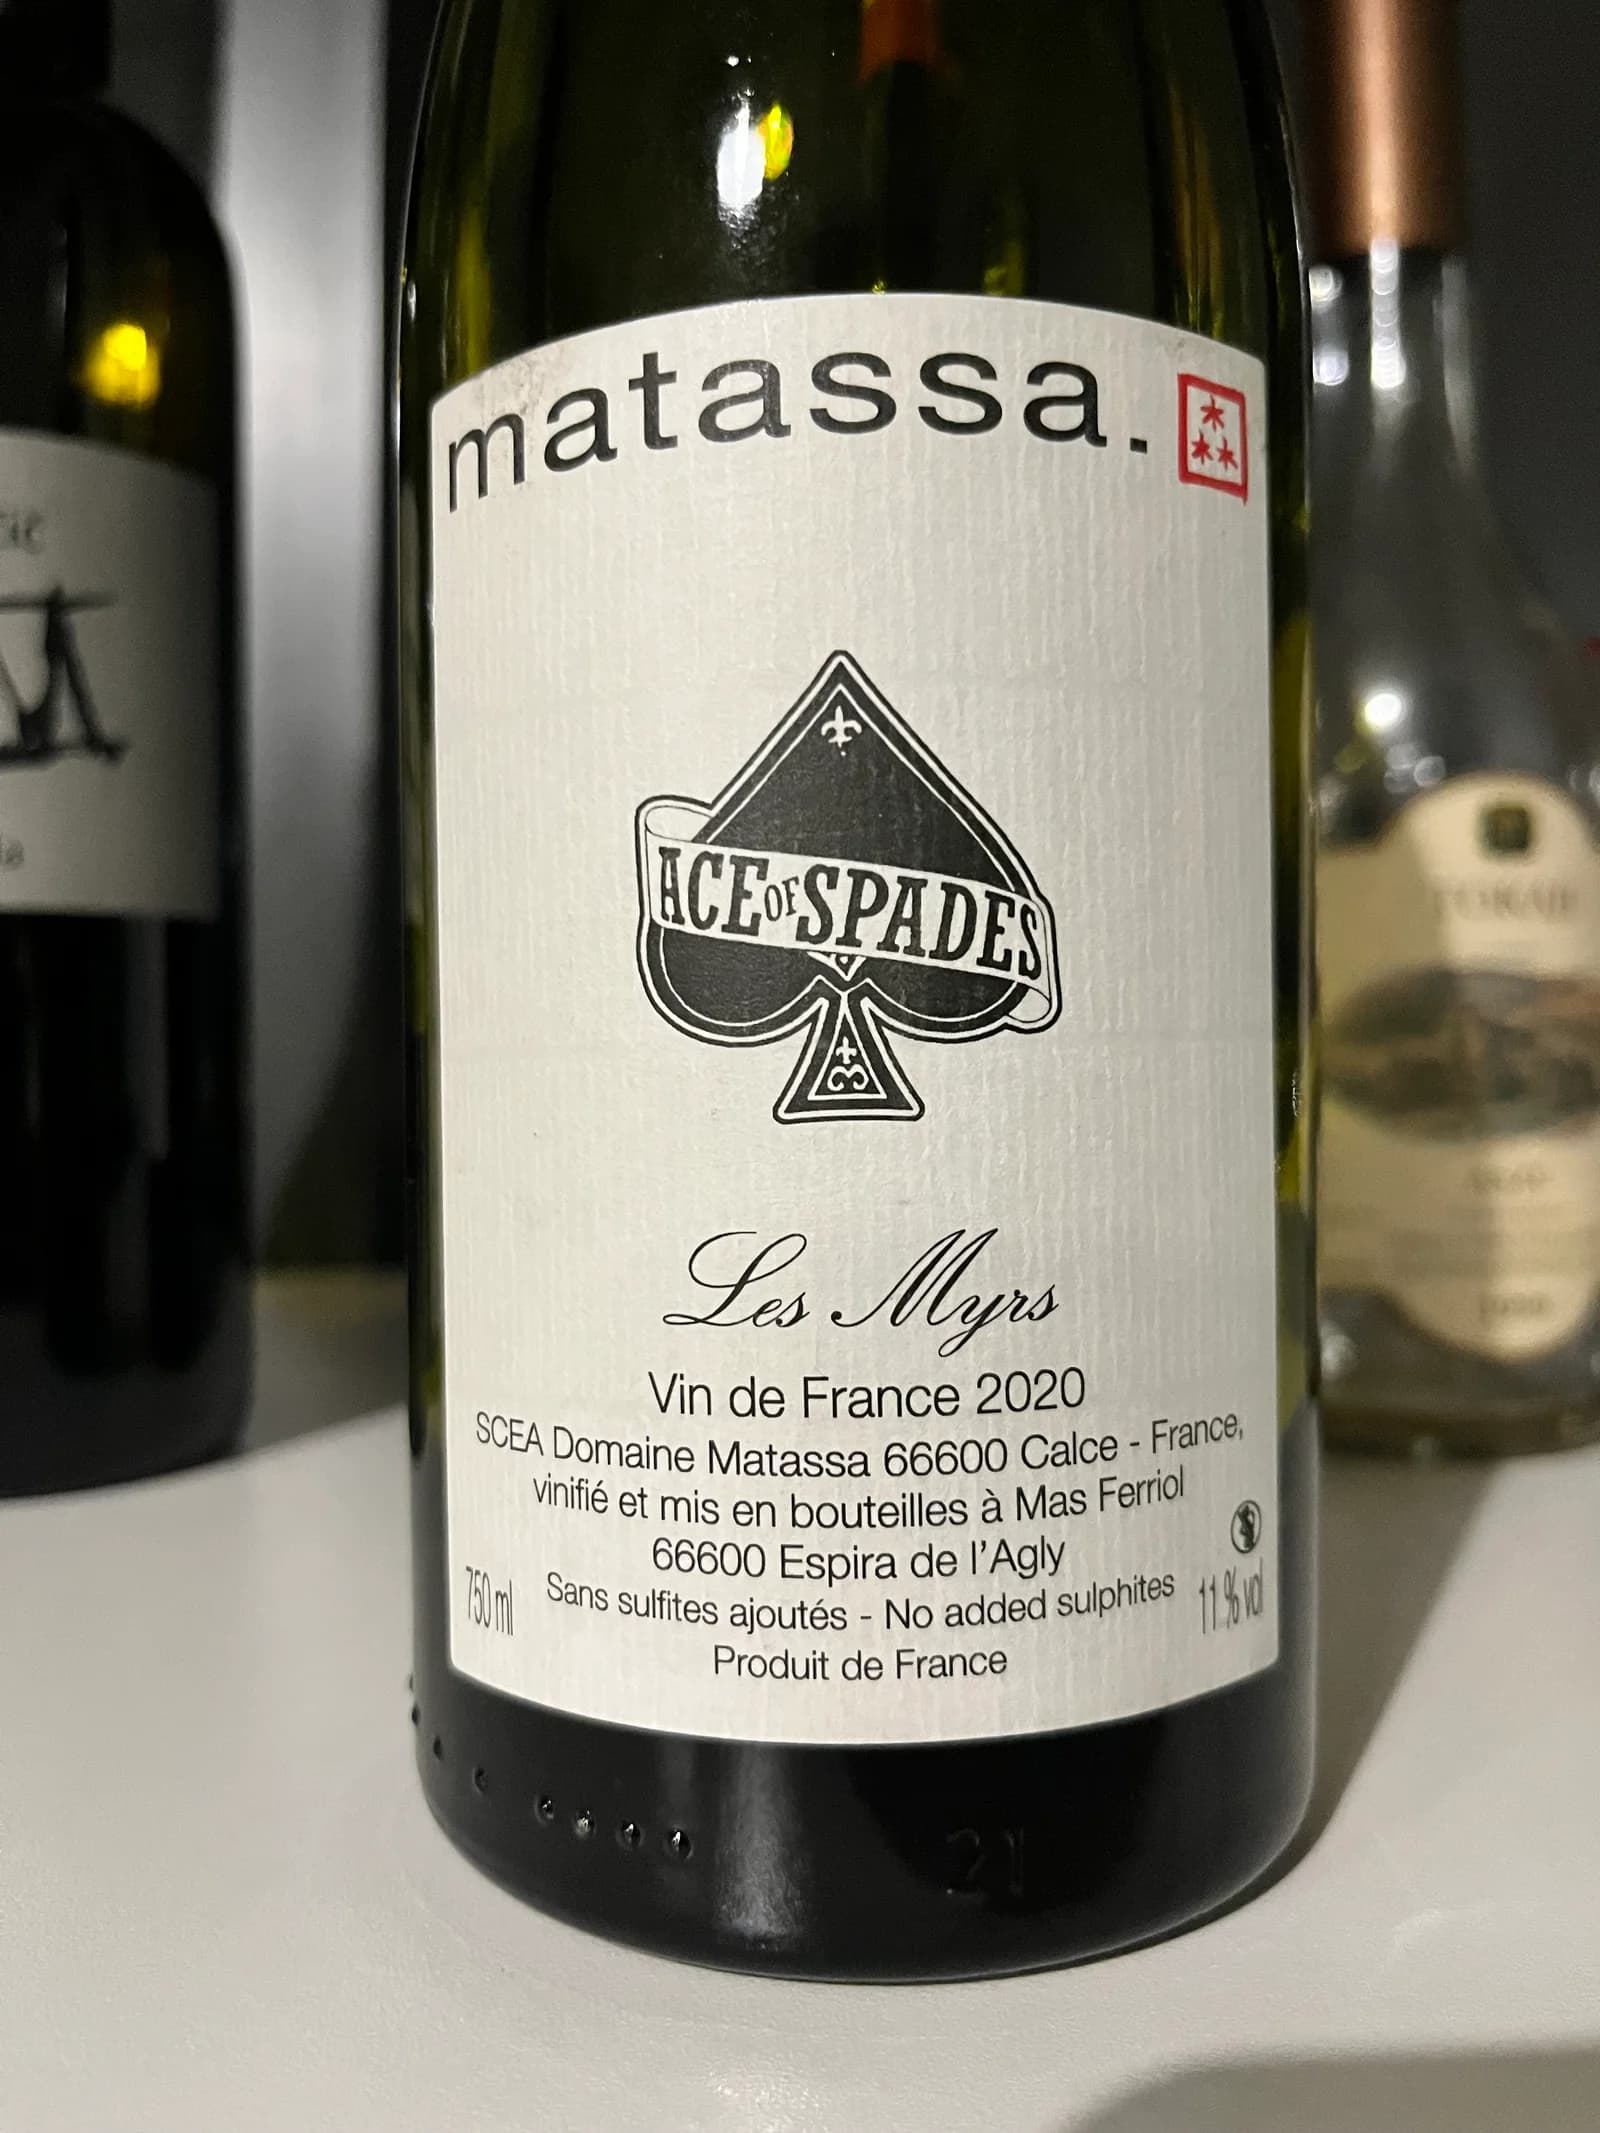 matassa.
ACE OF SPADES
Les Myrs
Vin de France 2020
SCEA Domaine Matassa 66600 Calce - France,
vinifié et mis en bouteilles à Mas Ferriol
66600 Espira de l'Agly
750 ml
Sans sulfites ajoutés - No added sulphites
11 % vol
Produit de France
21